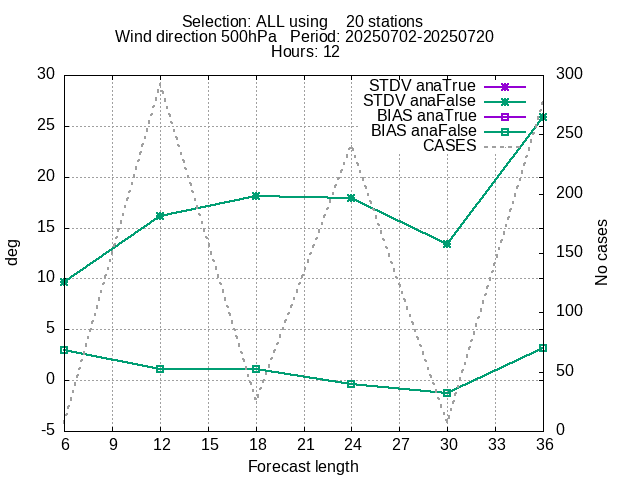 Selection: ALL using    20 stations
Wind direction 500hPa   Period: 20250702-20250720
Hours: 12
30
25
20
15
10
5
0
-5
deg
300
250
200
150
100
50
0
No cases
STDV anaTrue
STDV anaFalse
BIAS anaTrue
BIAS anaFalse
CASES
6 9 12 15 18 21 24 27 30 33 36
Forecast length